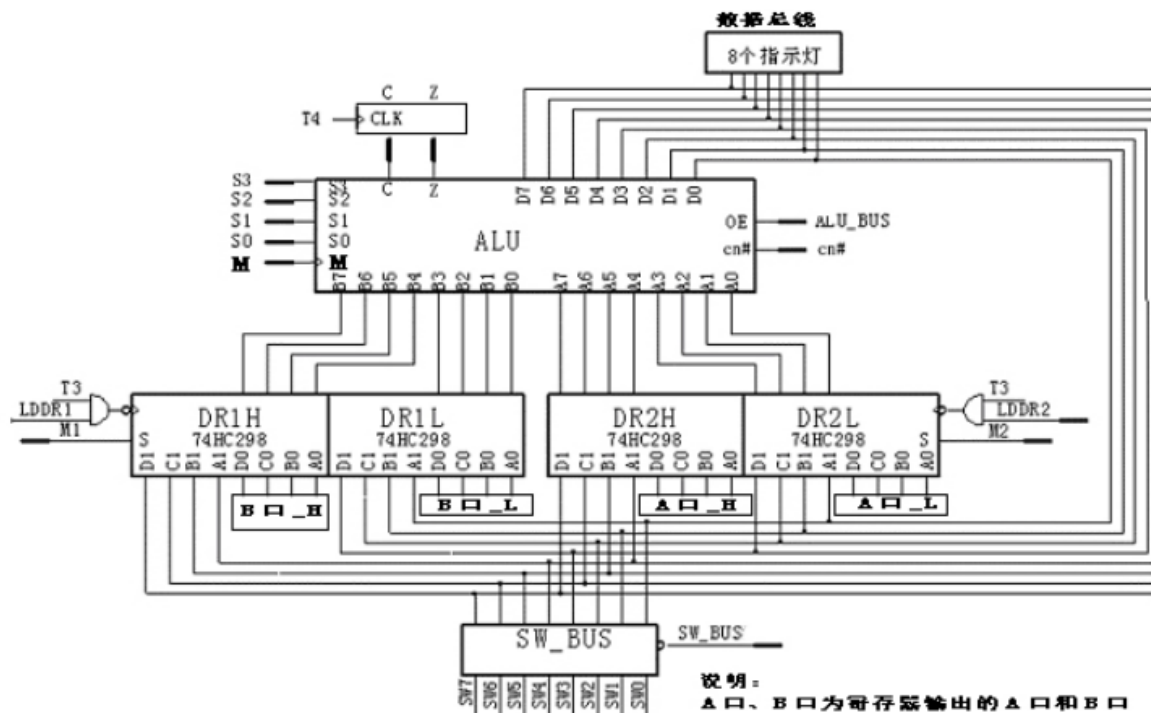 数据总线
8个指示灯
C Z
T4 CLK
S3 S3 C Z D7 D6 D5 D4 D3 D2 D1 D0
S2 S2
S1 S1 ALU OE ALU_BUS
S0 S0 cn# cn#
M M
B7 B6 B5 B4 B3 B2 B1 B0 A7 A6 A5 A4 A3 A2 A1 A0
T3 T3
LDDR1 DR1H DR1L DR2H DR2L LDDR2
M1 S 74HC298 74HC298 74HC298 74HC298 S M2
D1 C1 B1 A1 D0 C0 B0 A0 D1 C1 B1 A1 D0 C0 B0 A0 D1 C1 B1 A1 D0 C0 B0 A0 D1 C1 B1 A1 D0 C0 B0 A0
B口_H B口_L A口_H A口_L
SW_BUS SW_BUS
SW7 SW6 SW5 SW4 SW3 SW2 SW1 SW0
说明：
A口、B口为寄存器输出的A口和B口